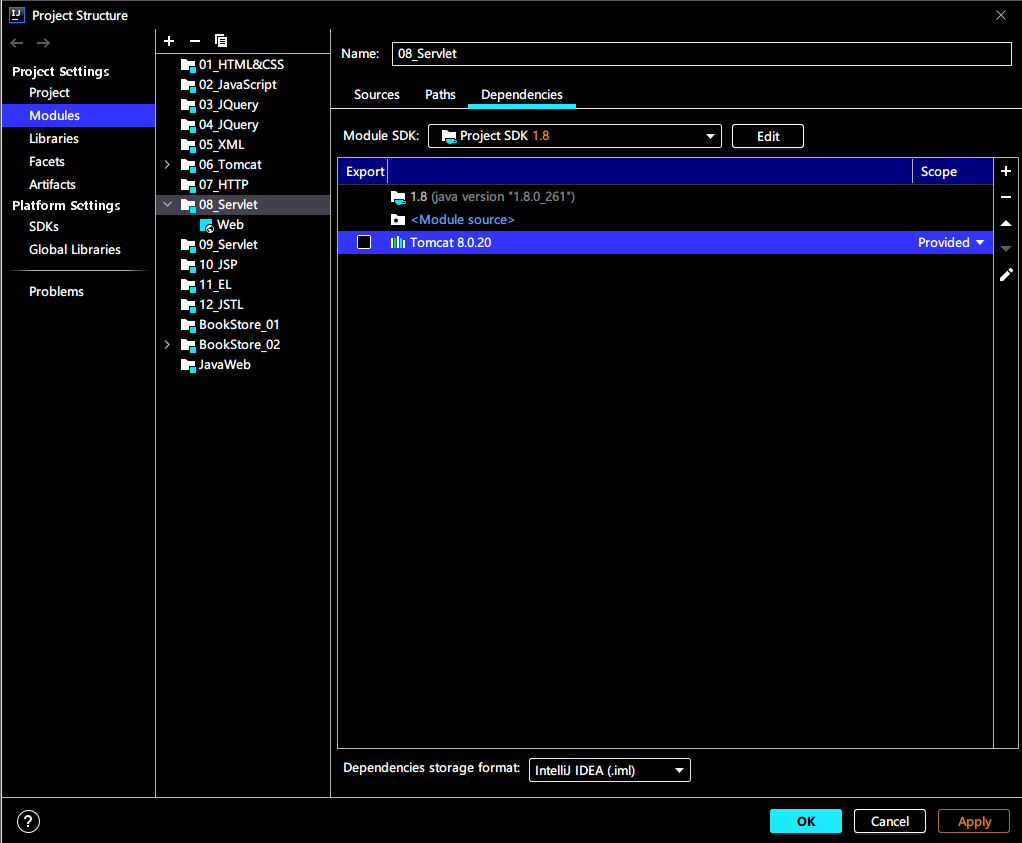 IJ
Project Structure
Project Settings
Project
Modules
Libraries
Facets
Artifacts
Platform Settings
SDKs
Global Libraries
Problems
01_HTML&CSS
02_JavaScript
03_JQuery
04_JQuery
05_XML
06_Tomcat
07_HTTP
08_Servlet
Web
09_Servlet
10_JSP
11_EL
12_JSTL
BookStore_01
BookStore_02
JavaWeb
Name: 08_Servlet
Sources Paths Dependencies
Module SDK: Project SDK 1.8 Edit
Export Scope
1.8 (java version "1.8.0_261")
<Module source>
Tomcat 8.0.20 Provided
Dependencies storage format: IntelliJ IDEA (.iml)
? OK Cancel Apply